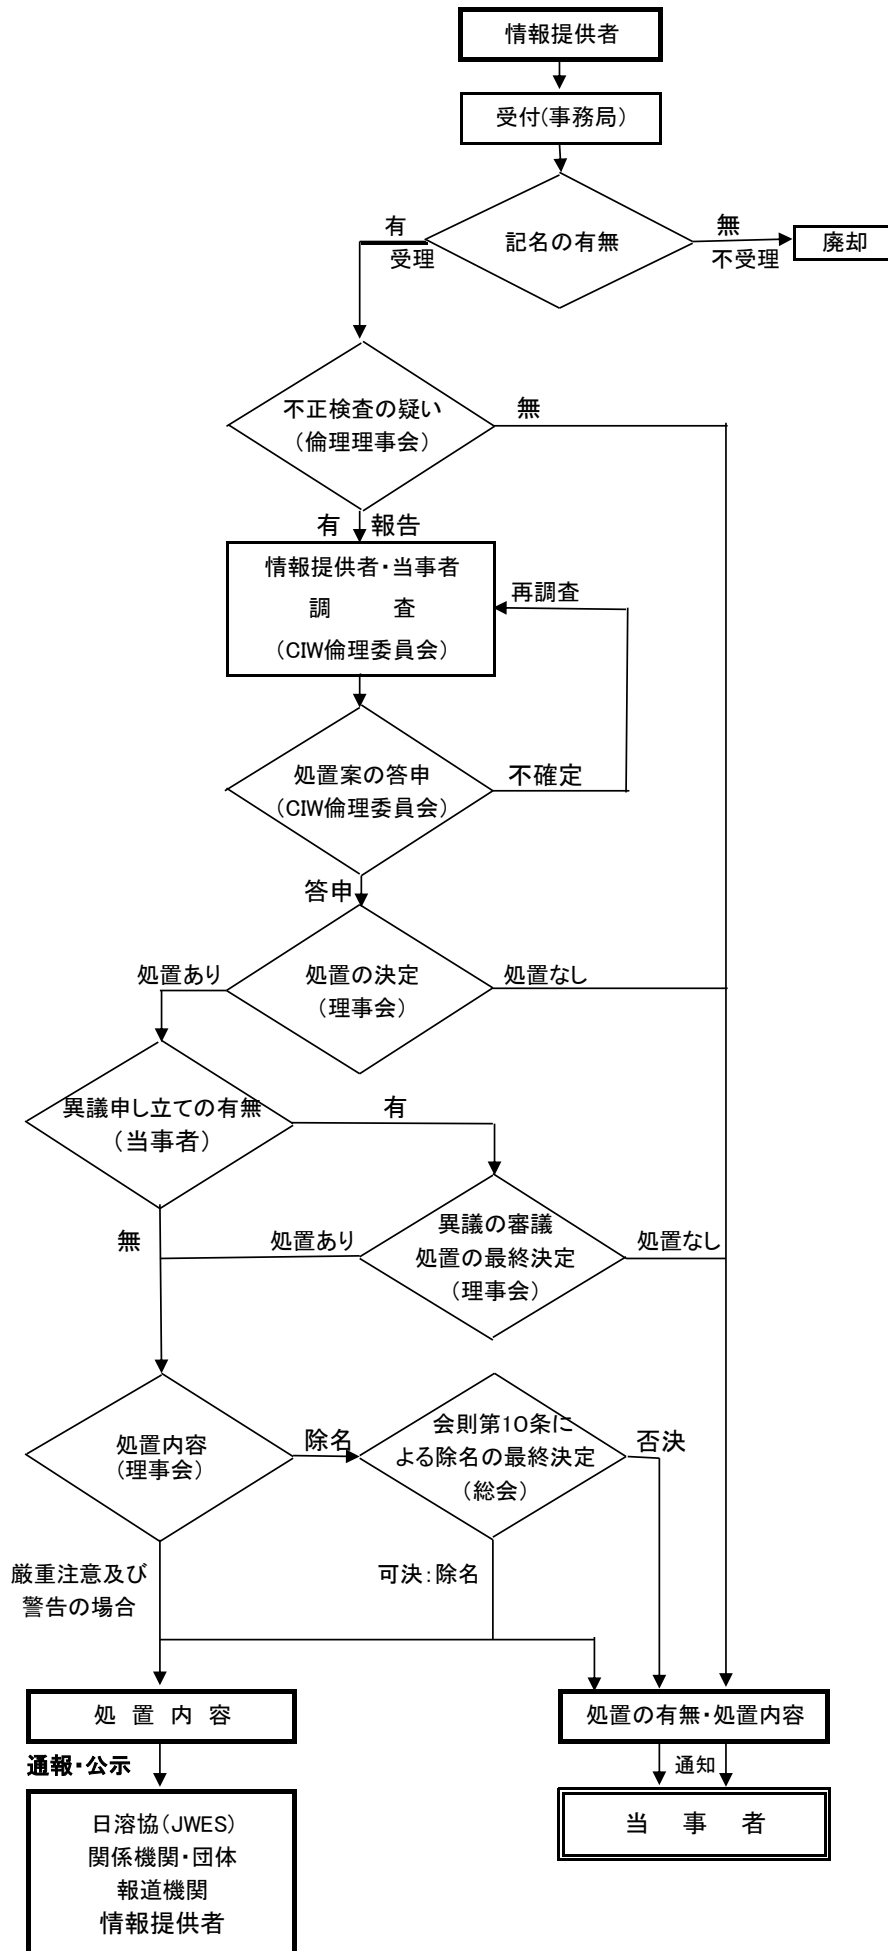 情報提供者
受付(事務局)
記名の有無
有
受理
無
不受理
廃却
不正検査の疑い
(倫理理事会)
無
有
報告
情報提供者・当事者
調　査
(CIW倫理委員会)
再調査
処置案の答申
(CIW倫理委員会)
不確定
答申
処置の決定
(理事会)
処置あり
処置なし
異議申し立ての有無
(当事者)
有
異議の審議
処置の最終決定
(理事会)
無
処置あり
処置なし
処置内容
(理事会)
除名
会則第10条に
よる除名の最終決定
(総会)
否決
厳重注意及び
警告の場合
可決：除名
処 置 内 容
処置の有無・処置内容
通報・公示
通知
日溶協(JWES)
関係機関・団体
報道機関
情報提供者
当 事 者